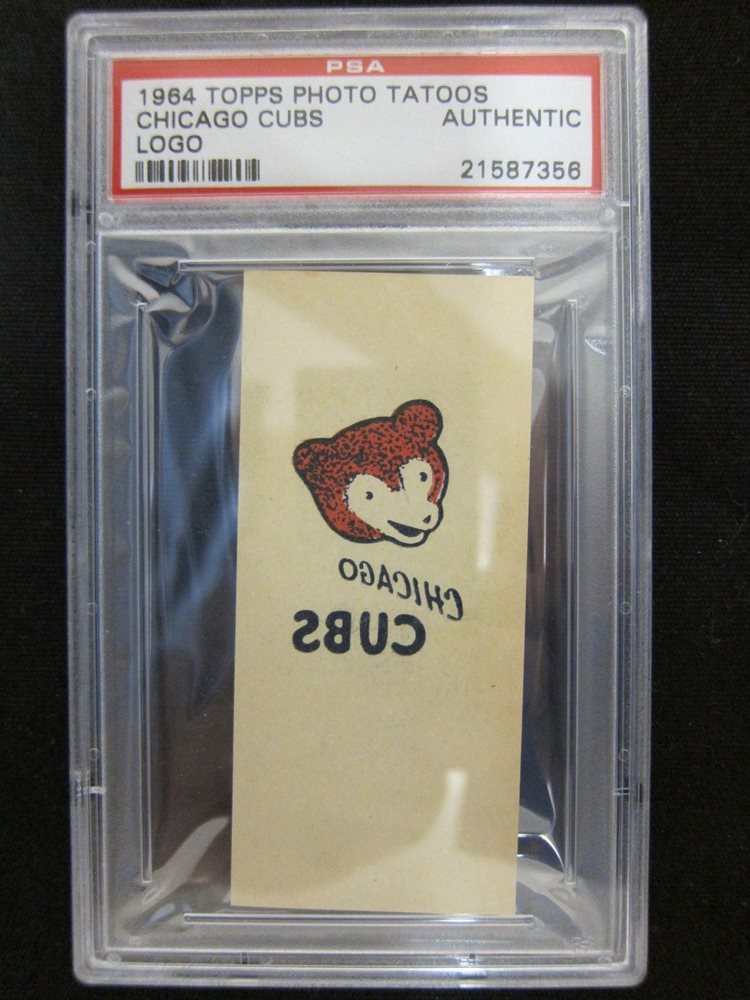 PSA
1964 TOPPS PHOTO TATOOS
CHICAGO CUBS AUTHENTIC
LOGO
21587356
CHICAGO
CUBS